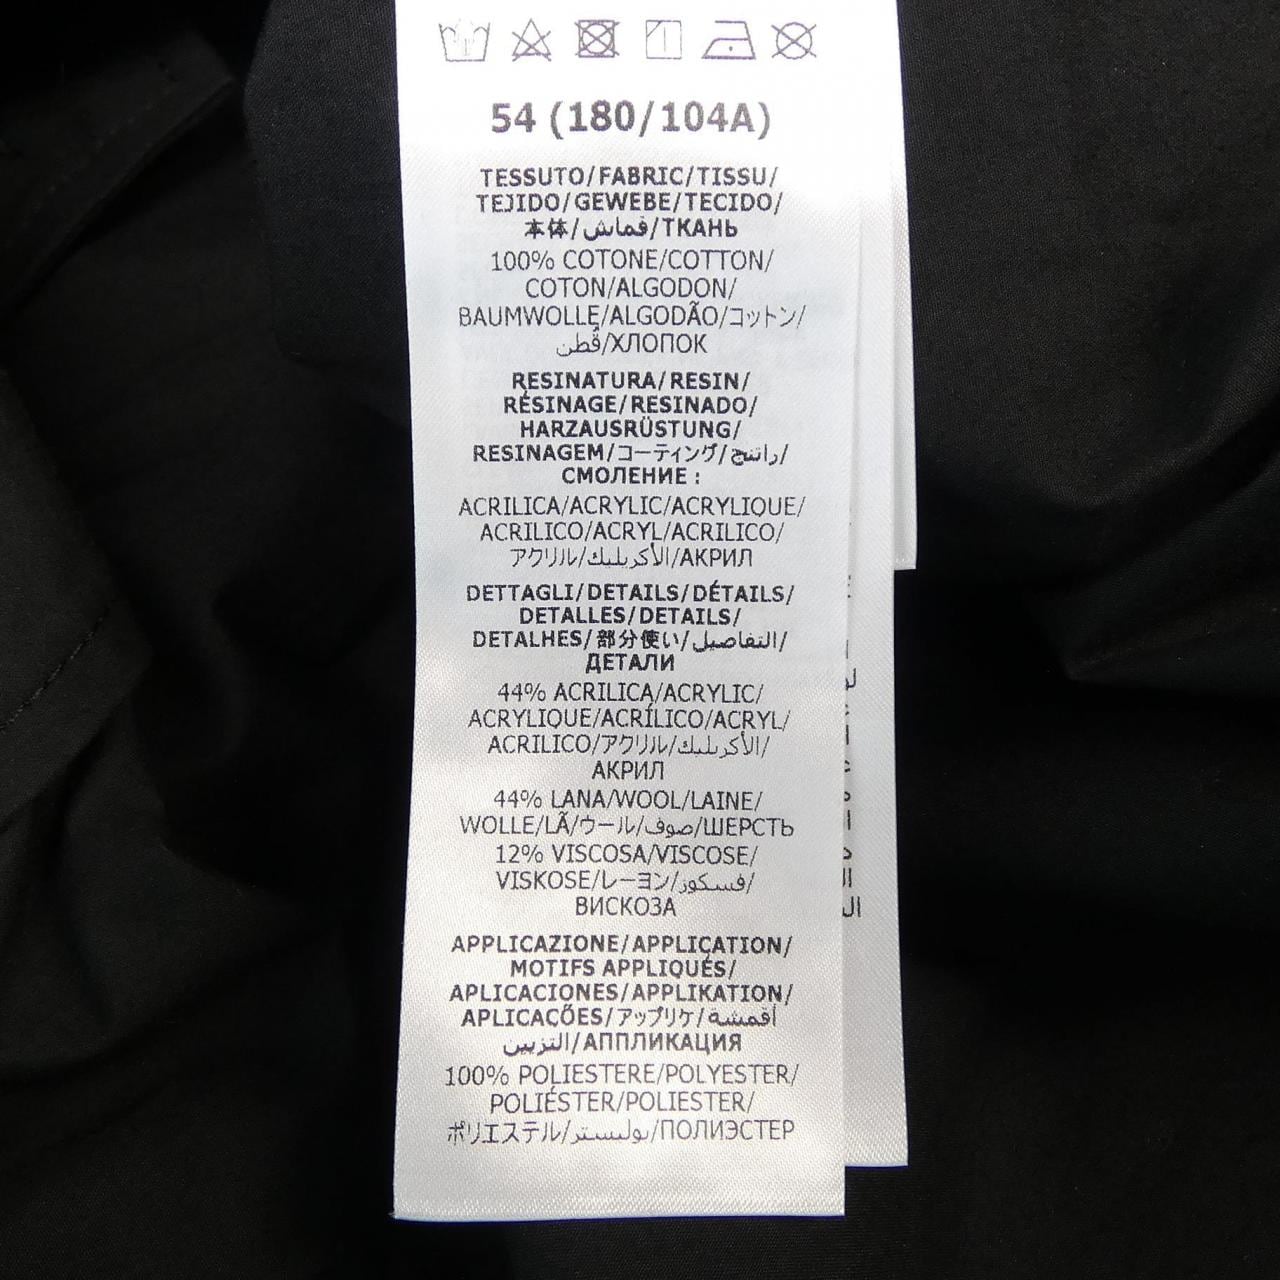 54 (180/104A)
TESSUTO/FABRIC/TISSU/
TEJIDO/GEWEBE/TECIDO/
本体/قماش/ТКАНЬ
100% COTONE/COTTON/
COTON/ALGODON/
BAUMWOLLE/ALGODÃO/コットン/
قطن/ХЛОПОК
RESINATURA/RESIN/
RÉSINAGE/RESINADO/
HARZAUSRÜSTUNG/
RESINAGEM/コーティング/راتنج/
СМОЛЕНИЕ :
ACRILICA/ACRYLIC/ACRYLIQUE/
ACRILICO/ACRYL/ACRILICO/
アクリル/الأكريليك/АКРИЛ
DETTAGLI/DETAILS/DÉTAILS/
DETALLES/DETAILS/
DETALHES/部分使い/التفاصيل/
ДЕТАЛИ
44% ACRILICA/ACRYLIC/
ACRYLIQUE/ACRÍLICO/ACRYL/
ACRILICO/アクリル/الأكريليك/
АКРИЛ
44% LANA/WOOL/LAINE/
WOLLE/LÃ/ウール/صوف/ШЕРСТЬ
12% VISCOSA/VISCOSE/
VISKOSE/レーヨン/فسكوز/
ВИСКОЗА
APPLICAZIONE/APPLICATION/
MOTIFS APPLIQUÉS/
APLICACIONES/APPLIKATION/
APLICAÇÕES/アップリケ/أقمشة
التزيين/АППЛИКАЦИЯ
100% POLIESTERE/POLYESTER/
POLIÉSTER/POLIESTER/
ポリエステル/بوليستر/ПОЛИЭСТЕР